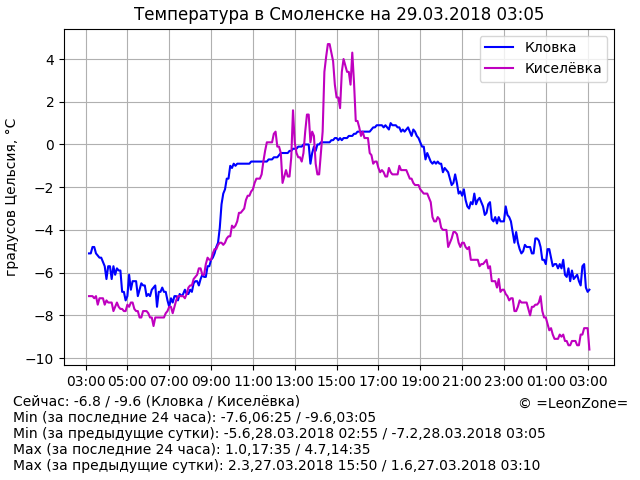 Температура в Смоленске на 29.03.2018 03:05
градусов Цельсия, °C
4
2
0
−2
−4
−6
−8
−10
Кловка
Киселёвка
03:00 05:00 07:00 09:00 11:00 13:00 15:00 17:00 19:00 21:00 23:00 01:00 03:00
Сейчас: -6.8 / -9.6 (Кловка / Киселёвка)
© =LeonZone=
Min (за последние 24 часа): -7.6,06:25 / -9.6,03:05
Min (за предыдущие сутки): -5.6,28.03.2018 02:55 / -7.2,28.03.2018 03:05
Max (за последние 24 часа): 1.0,17:35 / 4.7,14:35
Max (за предыдущие сутки): 2.3,27.03.2018 15:50 / 1.6,27.03.2018 03:10